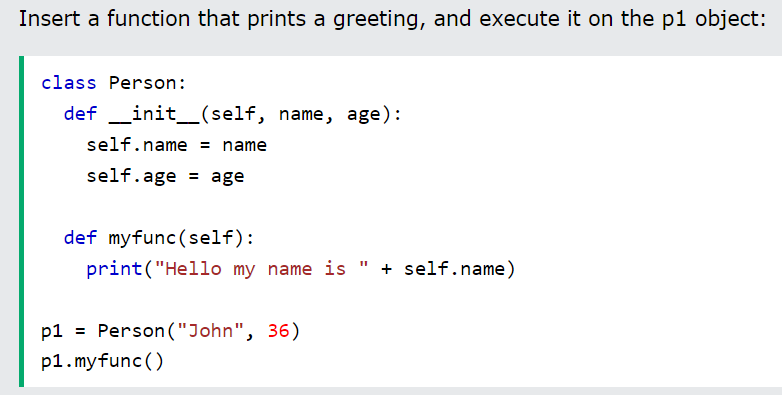 Insert a function that prints a greeting, and execute it on the p1 object:
class Person:
  def __init__(self, name, age):
    self.name = name
    self.age = age

  def myfunc(self):
    print("Hello my name is " + self.name)

p1 = Person("John", 36)
p1.myfunc()